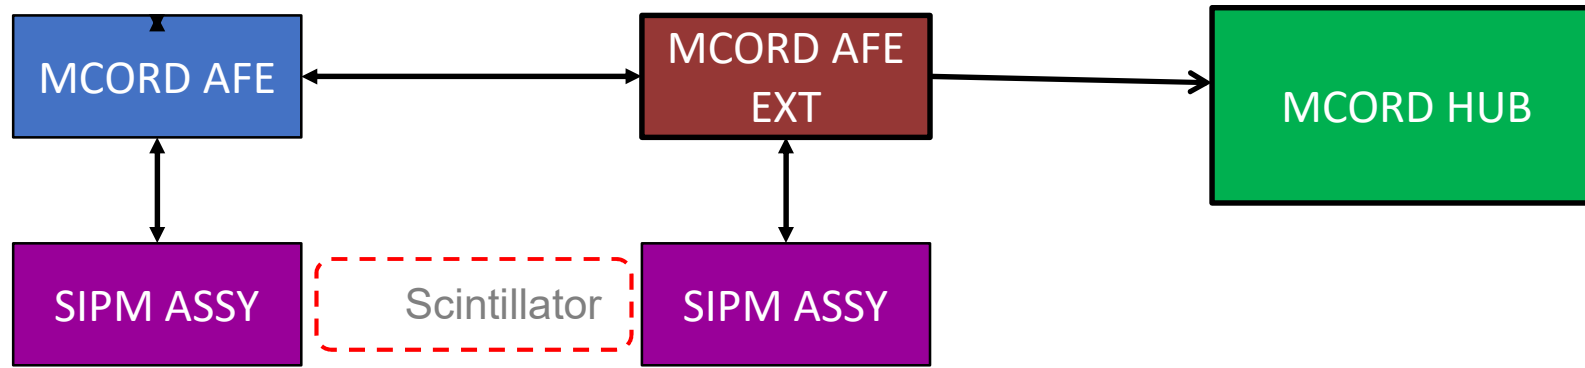 MCORD AFE
MCORD AFE
EXT
MCORD HUB
SIPM ASSY
Scintillator
SIPM ASSY